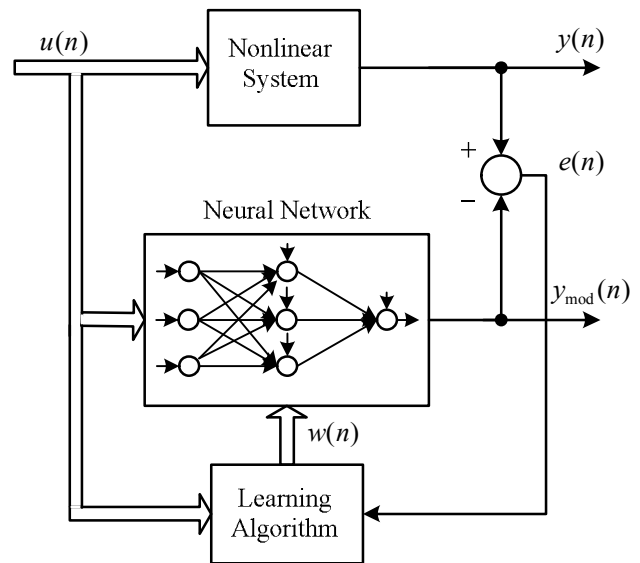 u(n)
Nonlinear
System
y(n)
+
−
e(n)
Neural Network
y_mod(n)
w(n)
Learning
Algorithm